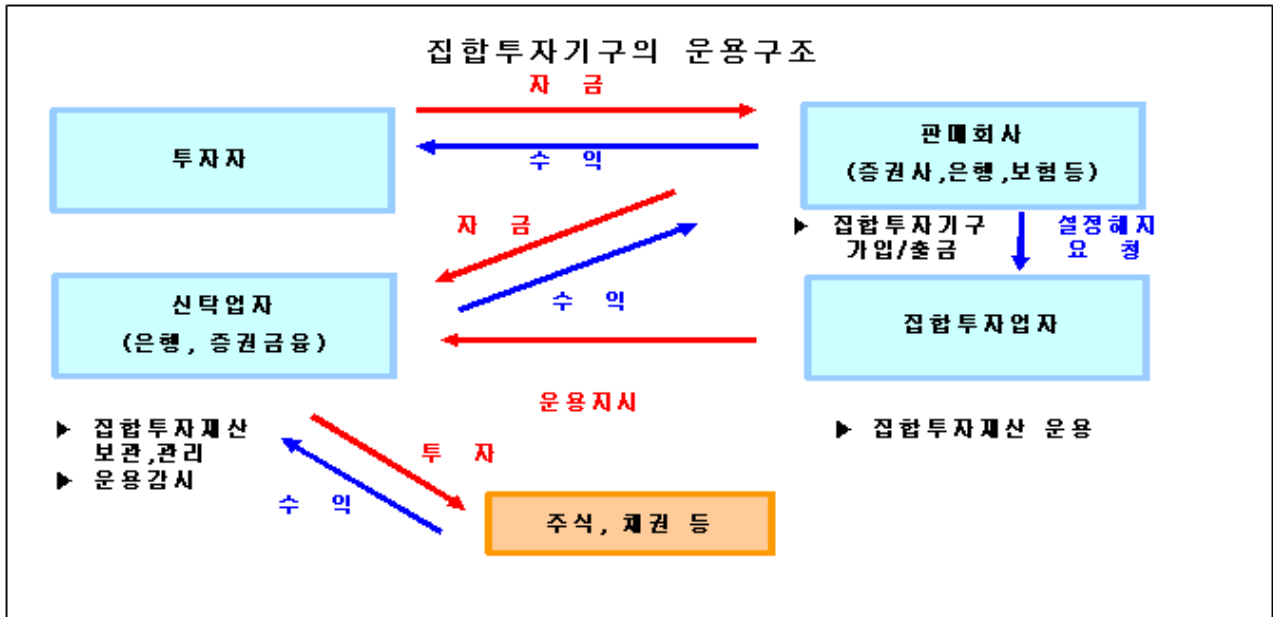 집합투자기구의 운용구조
자 금
투자자
수 익
판매회사
(증권사,은행,보험등)
자 금
▶ 집합투자기구
가입/출금
설정해지
요 청
신탁업자
(은행, 증권금융)
수 익
집합투자업자
운용지시
▶ 집합투자재산
보관,관리
▶ 운용감시
▶ 집합투자재산 운용
투 자
수 익
주식, 채권 등